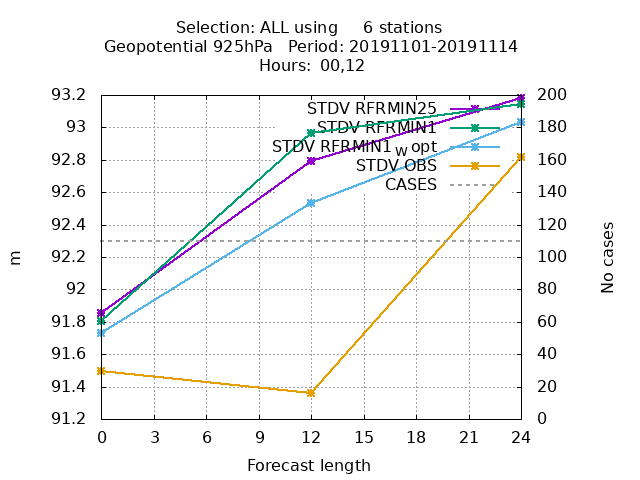 Selection: ALL using     6 stations
Geopotential 925hPa   Period: 20191101-20191114
Hours:  00,12
93.2
93
92.8
92.6
92.4
92.2
92
91.8
91.6
91.4
91.2
m
STDV RFRMIN25
STDV RFRMIN1
STDV RFRMIN1wopt
STDV OBS
CASES
200
180
160
140
120
100
80
60
40
20
0
No cases
0 3 6 9 12 15 18 21 24
Forecast length